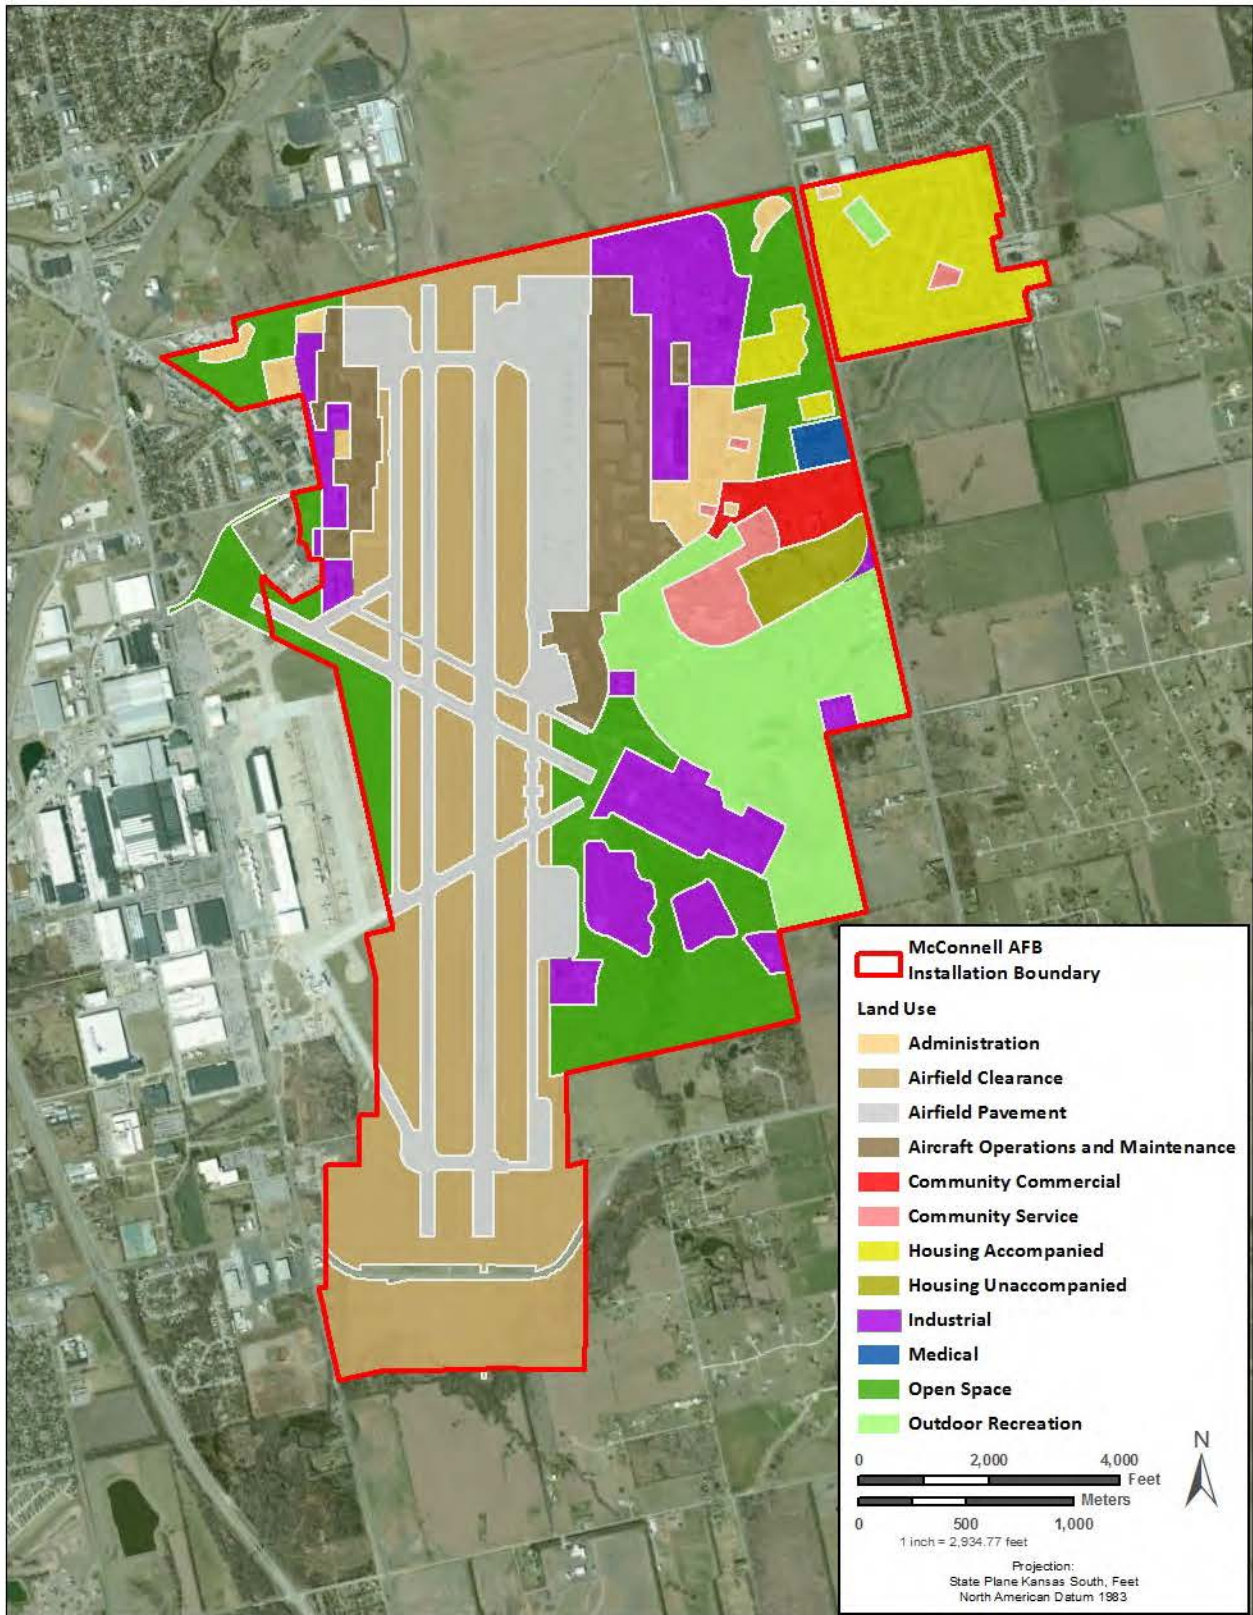 McConnell AFB
Installation Boundary
Land Use
Administration
Airfield Clearance
Airfield Pavement
Aircraft Operations and Maintenance
Community Commercial
Community Service
Housing Accompanied
Housing Unaccompanied
Industrial
Medical
Open Space
Outdoor Recreation
N
0 2,000 4,000
Feet
Meters
0 500 1,000
1 inch = 2,934.77 feet
Projection:
State Plane Kansas South, Feet
North American Datum 1983